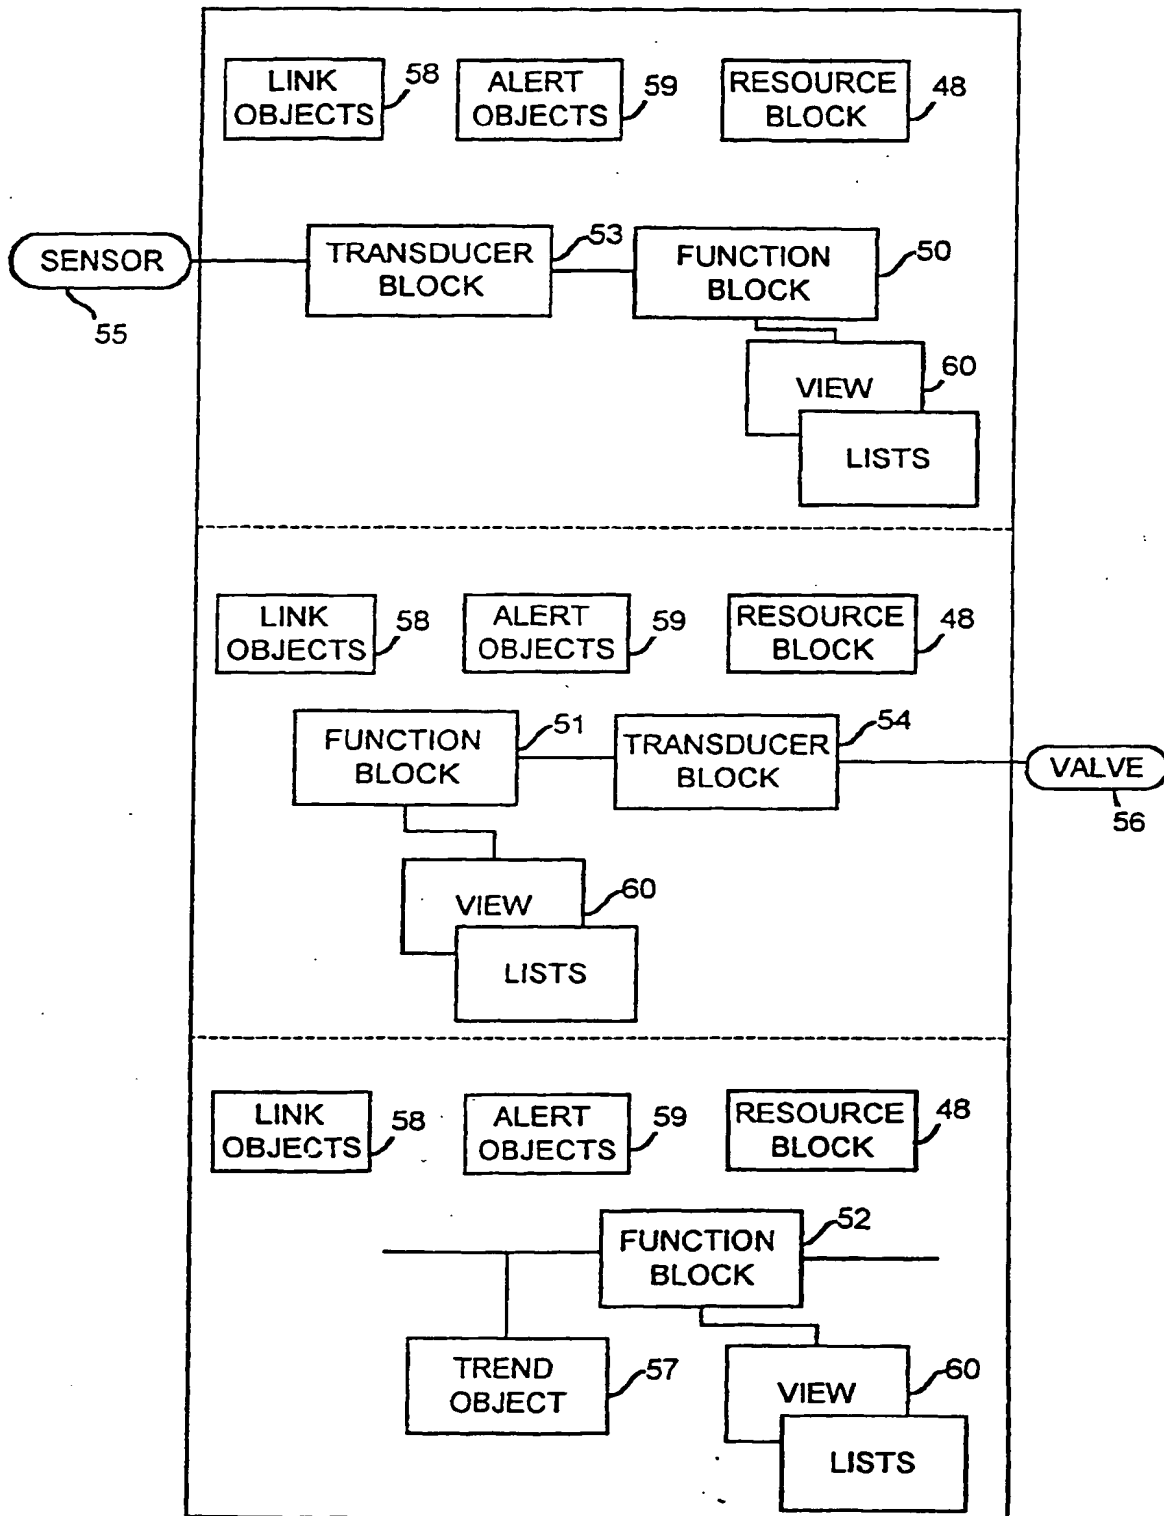 LINK
OBJECTS
58
ALERT
OBJECTS
59
RESOURCE
BLOCK
48
SENSOR
55
TRANSDUCER
BLOCK
53
FUNCTION
BLOCK
50
VIEW
60
LISTS
LINK
OBJECTS
58
ALERT
OBJECTS
59
RESOURCE
BLOCK
48
FUNCTION
BLOCK
51
TRANSDUCER
BLOCK
54
VALVE
56
VIEW
60
LISTS
LINK
OBJECTS
58
ALERT
OBJECTS
59
RESOURCE
BLOCK
48
FUNCTION
BLOCK
52
TREND
OBJECT
57
VIEW
60
LISTS